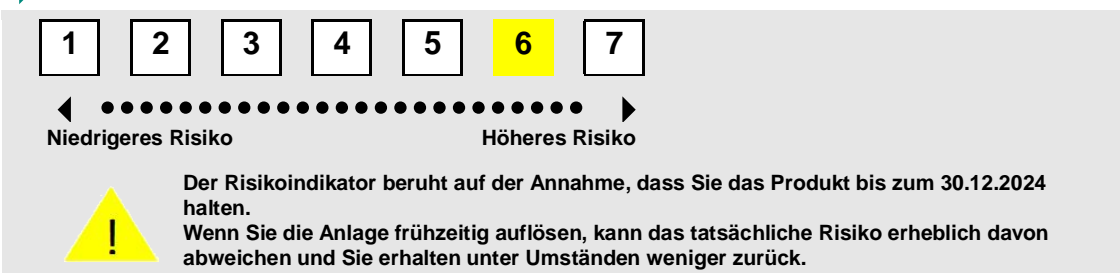 1 2 3 4 5 6 7
Niedrigeres Risiko Höheres Risiko
! Der Risikoindikator beruht auf der Annahme, dass Sie das Produkt bis zum 30.12.2024
halten.
Wenn Sie die Anlage frühzeitig auflösen, kann das tatsächliche Risiko erheblich davon
abweichen und Sie erhalten unter Umständen weniger zurück.